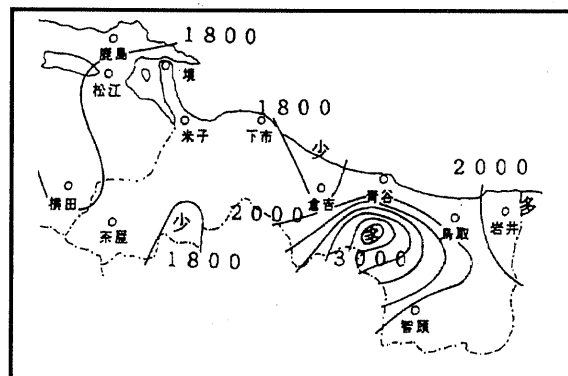 1800
鹿島
境
松江
1800
米子
下市
少
2000
青谷
横田
倉吉
多
2000
茶屋
少
鳥取
岩井
多
1800
3000
智頭